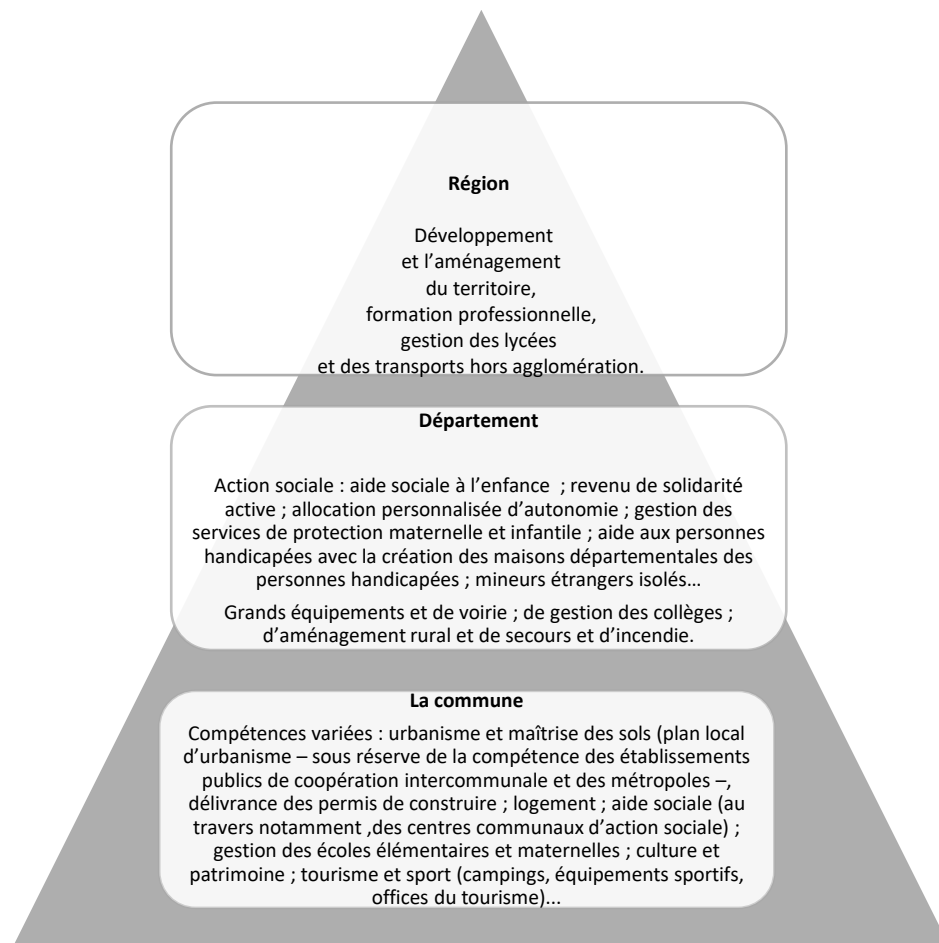 Région
Développement
et l’aménagement
du territoire,
formation professionnelle,
gestion des lycées
et des transports hors agglomération.
Département
Action sociale : aide sociale à l’enfance ; revenu de solidarité
active ; allocation personnalisée d’autonomie ; gestion des
services de protection maternelle et infantile ; aide aux personnes
handicapées avec la création des maisons départementales des
personnes handicapées ; mineurs étrangers isolés…
Grands équipements et de voirie ; de gestion des collèges ;
d’aménagement rural et de secours et d’incendie.
La commune
Compétences variées : urbanisme et maîtrise des sols (plan local
d’urbanisme – sous réserve de la compétence des établissements
publics de coopération intercommunale et des métropoles –,
délivrance des permis de construire ; logement ; aide sociale (au
travers notamment ,des centres communaux d’action sociale) ;
gestion des écoles élémentaires et maternelles ; culture et
patrimoine ; tourisme et sport (campings, équipements sportifs,
offices du tourisme)...